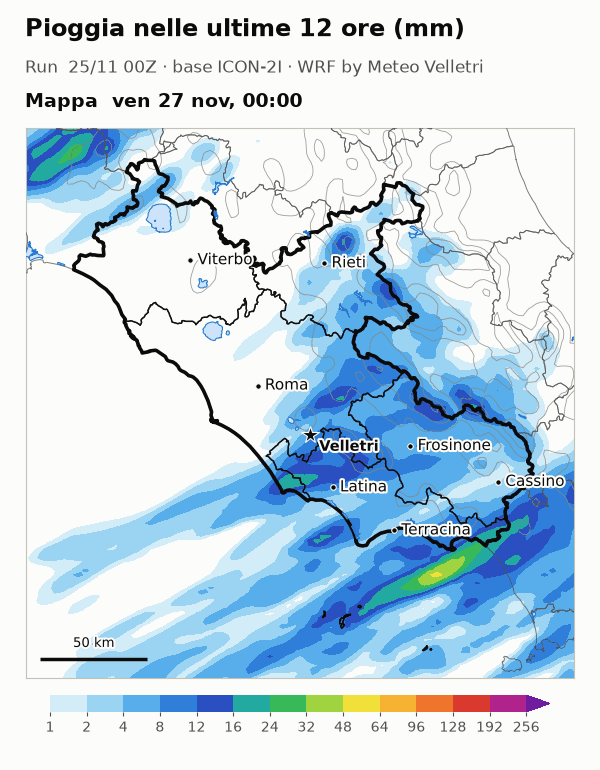 Pioggia nelle ultime 12 ore (mm)
Run 25/11 00Z · base ICON-2I · WRF by Meteo Velletri
Mappa ven 27 nov, 00:00
Viterbo
Rieti
Roma
Velletri
Frosinone
Latina
Cassino
Terracina
50 km
1 2 4 8 12 16 24 32 48 64 96 128 192 256